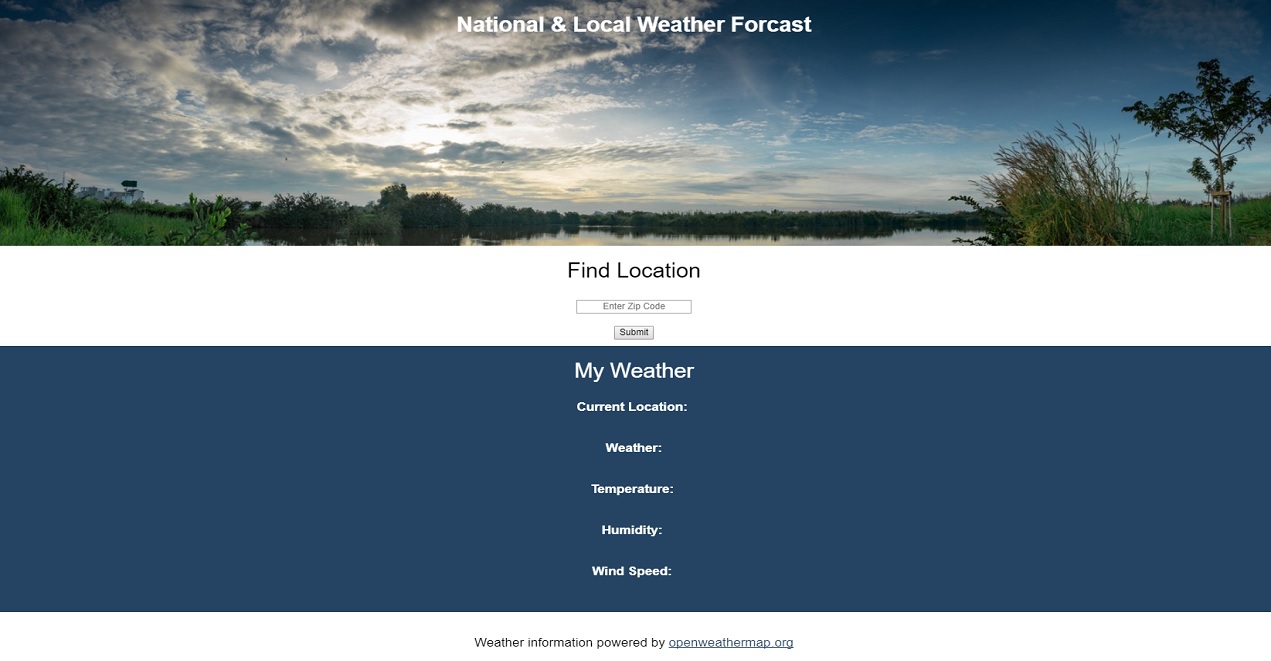 National & Local Weather Forcast
Find Location
Enter Zip Code
Submit
My Weather
Current Location:
Weather:
Temperature:
Humidity:
Wind Speed:
Weather information powered by openweathermap.org